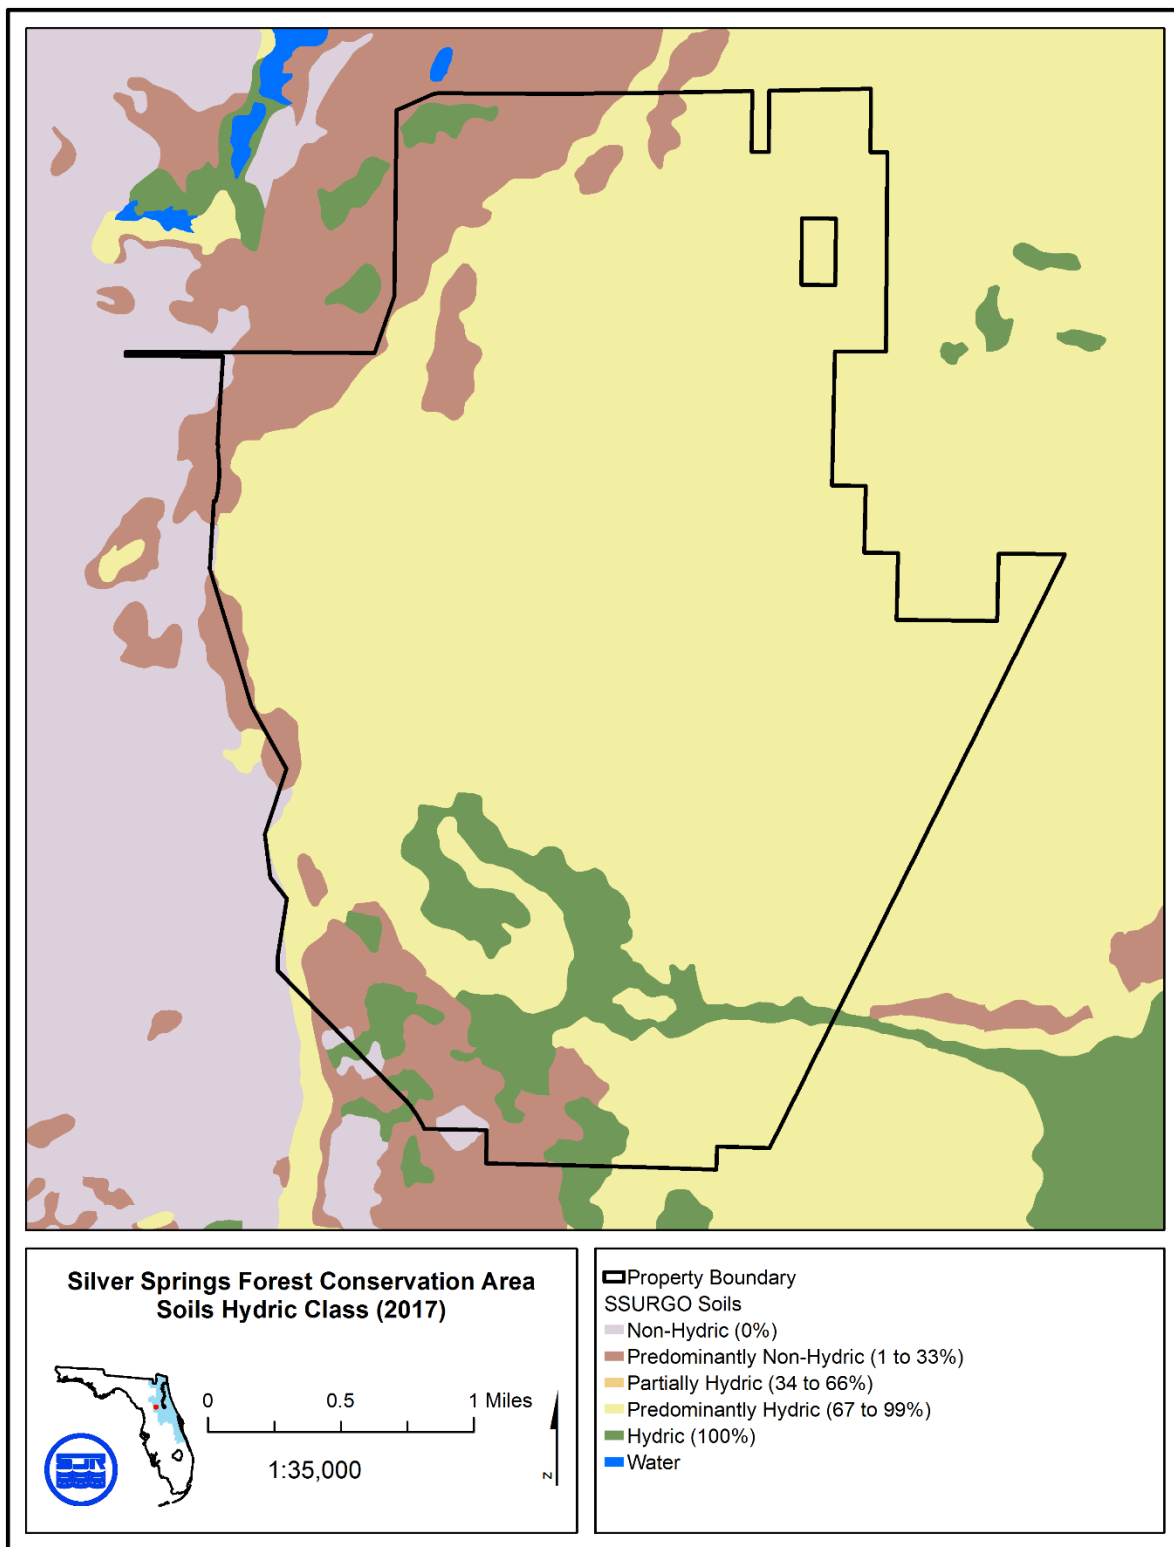 Silver Springs Forest Conservation Area
Soils Hydric Class (2017)
0 0.5 1 Miles
1:35,000
N
SJR
Property Boundary
SSURGO Soils
Non-Hydric (0%)
Predominantly Non-Hydric (1 to 33%)
Partially Hydric (34 to 66%)
Predominantly Hydric (67 to 99%)
Hydric (100%)
Water